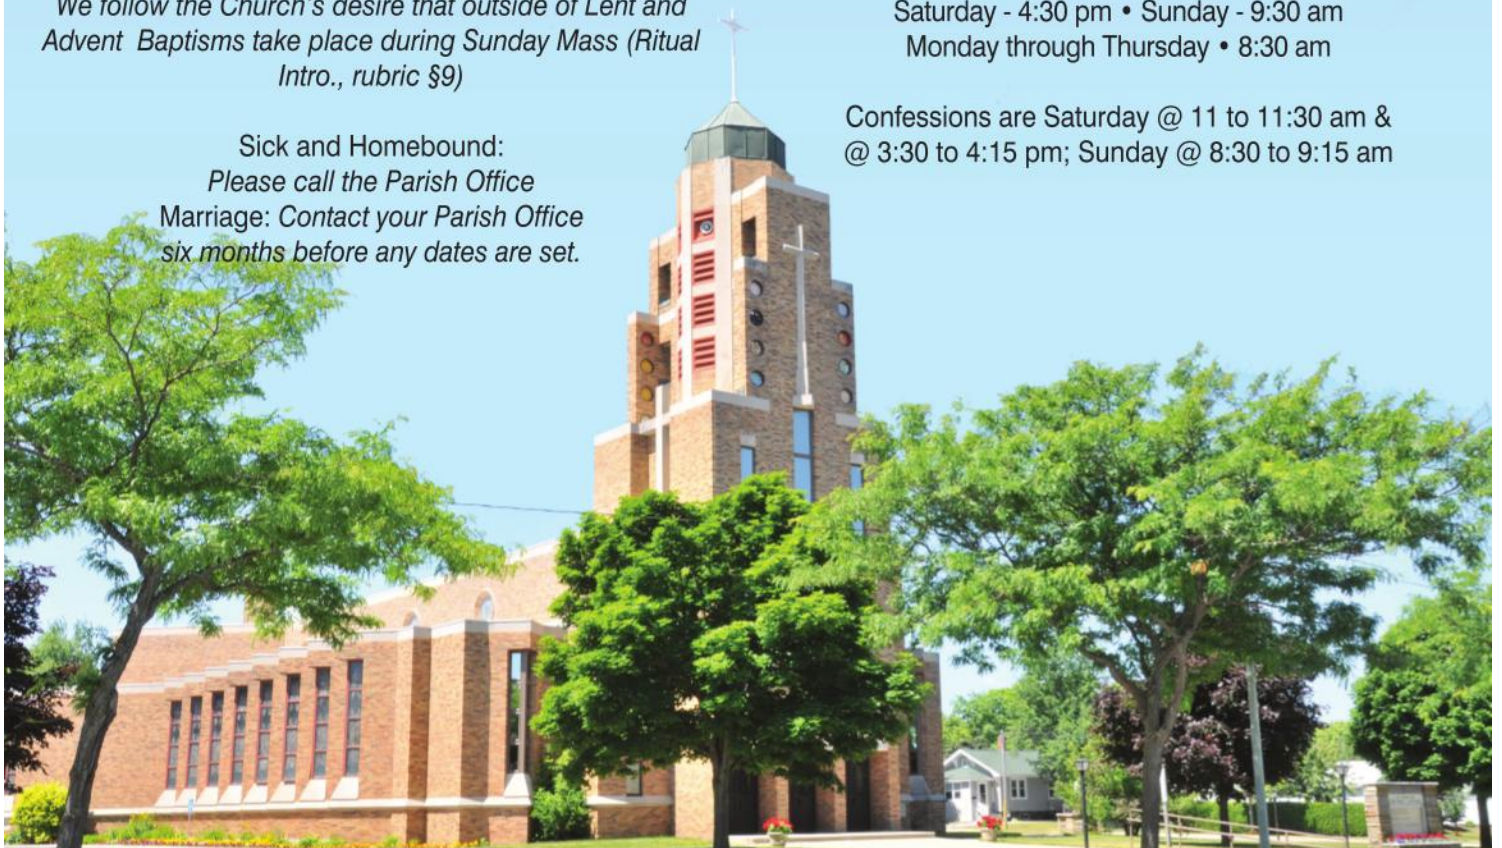 We follow the Church's desire that outside of Lent and
Advent Baptisms take place during Sunday Mass (Ritual
Intro., rubric §9)
Sick and Homebound:
Please call the Parish Office
Marriage: Contact your Parish Office
six months before any dates are set.
Saturday - 4:30 pm • Sunday - 9:30 am
Monday through Thursday • 8:30 am
Confessions are Saturday @ 11 to 11:30 am &
@ 3:30 to 4:15 pm; Sunday @ 8:30 to 9:15 am